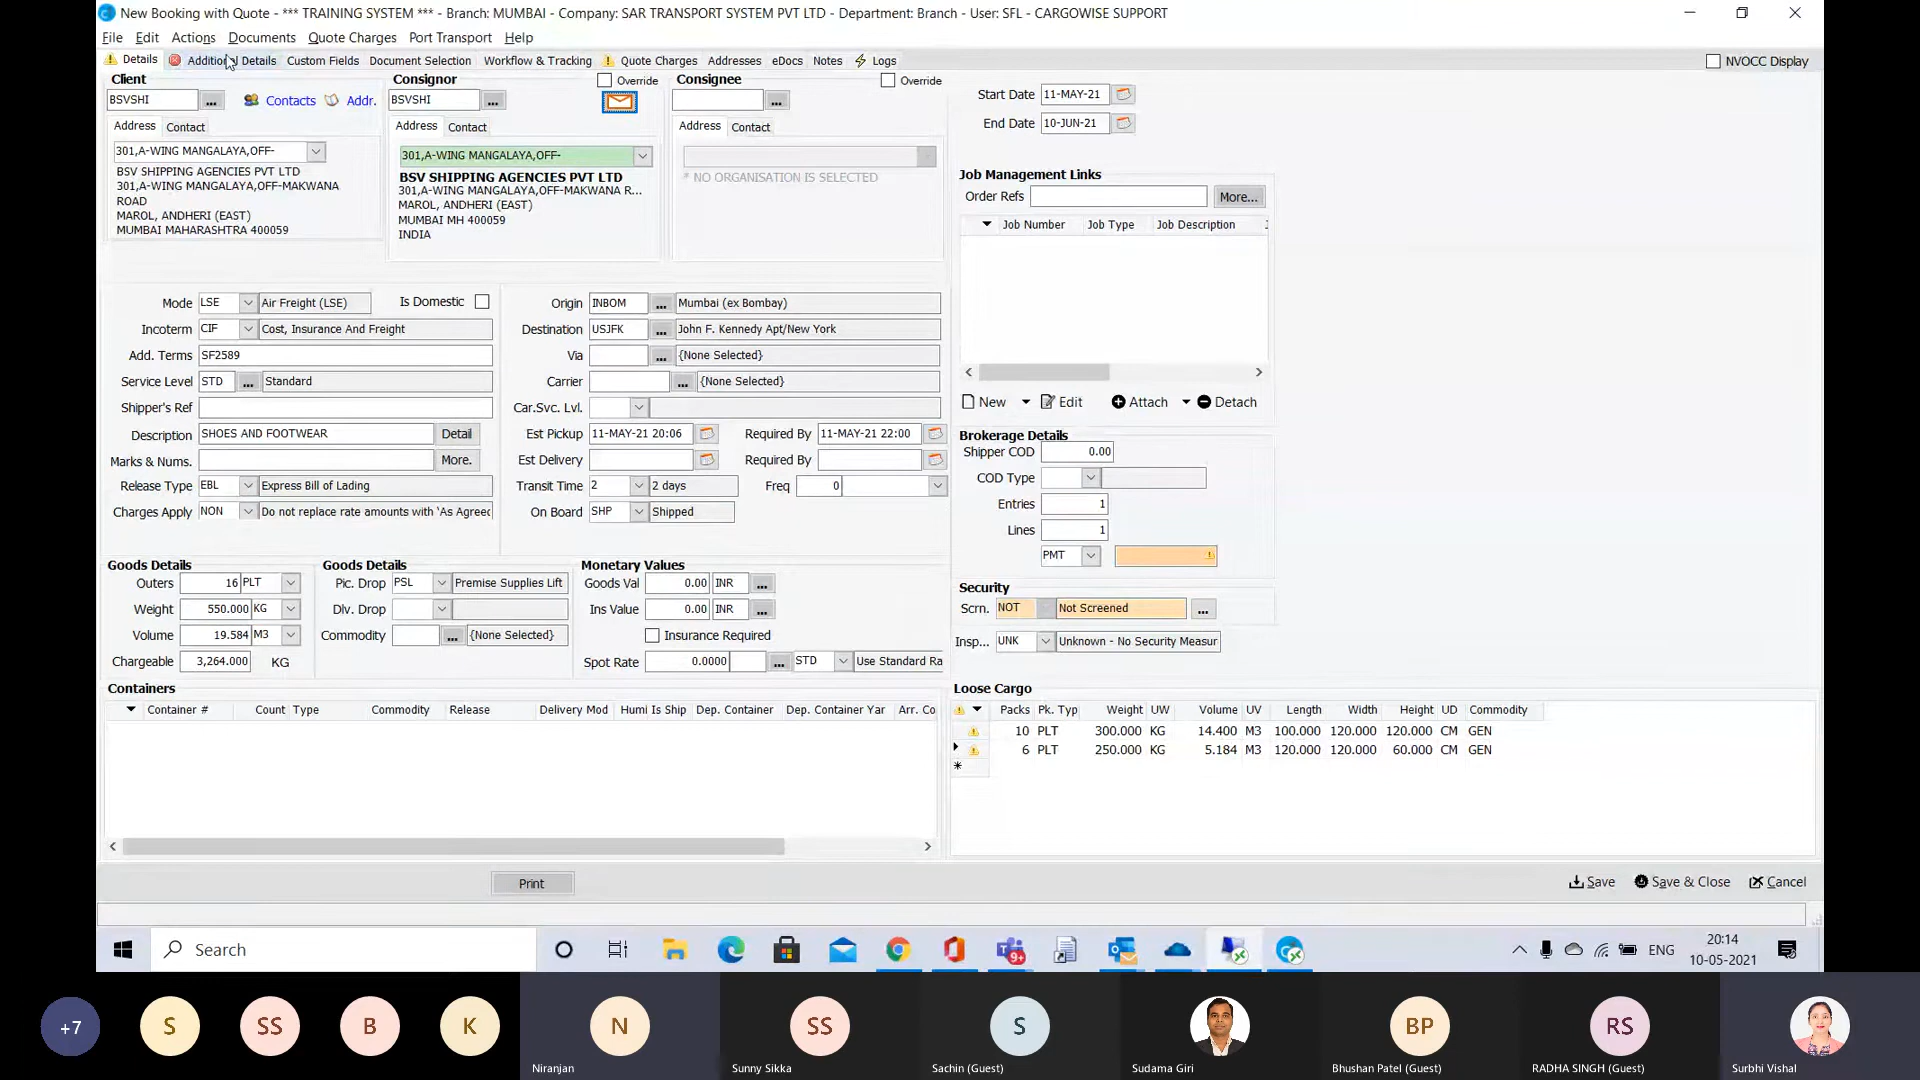 New Booking with Quote - *** TRAINING SYSTEM *** - Branch: MUMBAI - Company: SAR TRANSPORT SYSTEM PVT LTD - Department: Branch - User: SFL - CARGOWISE SUPPORT
File Edit Actions Documents Quote Charges Port Transport Help
Details Additional Details Custom Fields Document Selection Workflow & Tracking Quote Charges Addresses eDocs Notes Logs NVOCC Display
Client Consignor Override Consignee Override
BSVSHI ... Contacts Addr. BSVSHI ... ...
Start Date 11-MAY-21
End Date 10-JUN-21
Address Contact Address Contact Address Contact
301,A-WING MANGALAYA,OFF- 301,A-WING MANGALAYA,OFF-
BSV SHIPPING AGENCIES PVT LTD
301,A-WING MANGALAYA,OFF-MAKWANA
ROAD
MAROL, ANDHERI (EAST)
MUMBAI MAHARASHTRA 400059
BSV SHIPPING AGENCIES PVT LTD
301,A-WING MANGALAYA,OFF-MAKWANA R...
MAROL, ANDHERI (EAST)
MUMBAI MH 400059
INDIA
* NO ORGANISATION IS SELECTED
Job Management Links
Order Refs More...
Job Number Job Type Job Description J
New Edit Attach Detach
Mode LSE Air Freight (LSE) Is Domestic
Incoterm CIF Cost, Insurance And Freight
Add. Terms SF2589
Service Level STD ... Standard
Shipper's Ref
Description SHOES AND FOOTWEAR Detail
Marks & Nums. More.
Release Type EBL Express Bill of Lading
Charges Apply NON Do not replace rate amounts with 'As Agreed
Origin INBOM ... Mumbai (ex Bombay)
Destination USJFK ... John F. Kennedy Apt/New York
Via ... {None Selected}
Carrier ... {None Selected}
Car.Svc. Lvl.
Est Pickup 11-MAY-21 20:06 Required By 11-MAY-21 22:00
Est Delivery Required By
Transit Time 2 2 days Freq 0
On Board SHP Shipped
Brokerage Details
Shipper COD 0.00
COD Type
Entries 1
Lines 1
PMT
Security
Scrn. NOT Not Screened ...
Insp... UNK Unknown - No Security Measur
Goods Details
Outers 16 PLT
Weight 550.000 KG
Volume 19.584 M3
Chargeable 3,264.000 KG
Goods Details
Pic. Drop PSL Premise Supplies Lift
Dlv. Drop
Commodity ... {None Selected}
Monetary Values
Goods Val 0.00 INR ...
Ins Value 0.00 INR ...
Insurance Required
Spot Rate 0.0000 ... STD Use Standard Ra
Containers
Container # Count Type Commodity Release Delivery Mod Humi Is Ship Dep. Container Dep. Container Yar Arr. Co
Loose Cargo
Packs Pk. Typ Weight UW Volume UV Length Width Height UD Commodity
10 PLT 300.000 KG 14.400 M3 100.000 120.000 120.000 CM GEN
6 PLT 250.000 KG 5.184 M3 120.000 120.000 60.000 CM GEN
*
Print Save Save & Close Cancel
Search 9+ ENG 20:14
10-05-2021
+7 S SS B K N SS S BP RS
Niranjan Sunny Sikka Sachin (Guest) Sudama Giri Bhushan Patel (Guest) RADHA SINGH (Guest) Surbhi Vishal